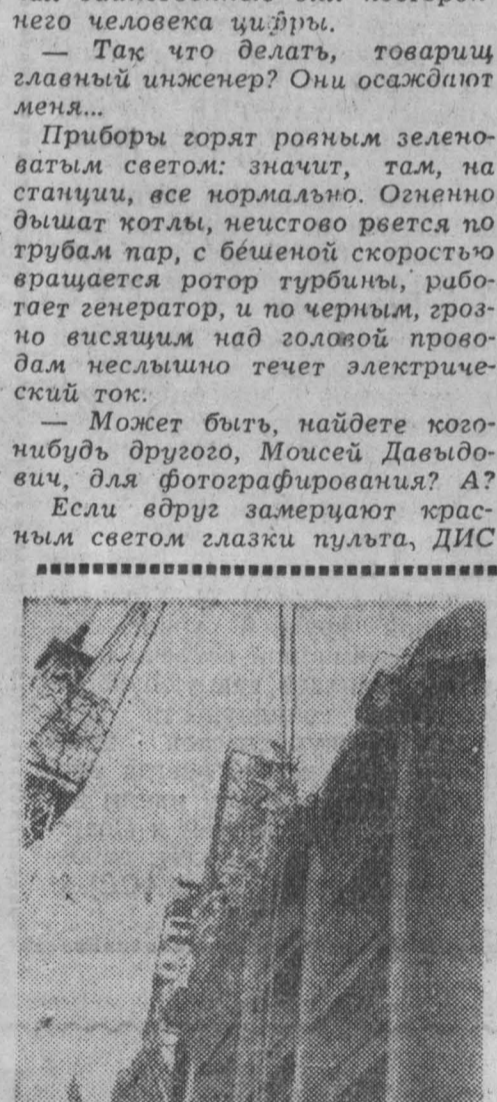 него человека цифры.
— Так что делать, товарищ
главный инженер? Они осаждают
меня...
Приборы горят ровным зелено-
ватым светом: значит, там, на
станции, все нормально. Огненно
дышат котлы, неистово рвется по
трубам пар, с бешеной скоростью
вращается ротор турбины, рабо-
тает генератор, и по черным, гроз-
но висящим над головой прово-
дам неслышно течет электриче-
ский ток.
— Может быть, найдете кого-
нибудь другого, Моисей Давыдо-
вич, для фотографирования? А?
Если вдруг замерцают крас-
ным светом глазки пульта, ДИС